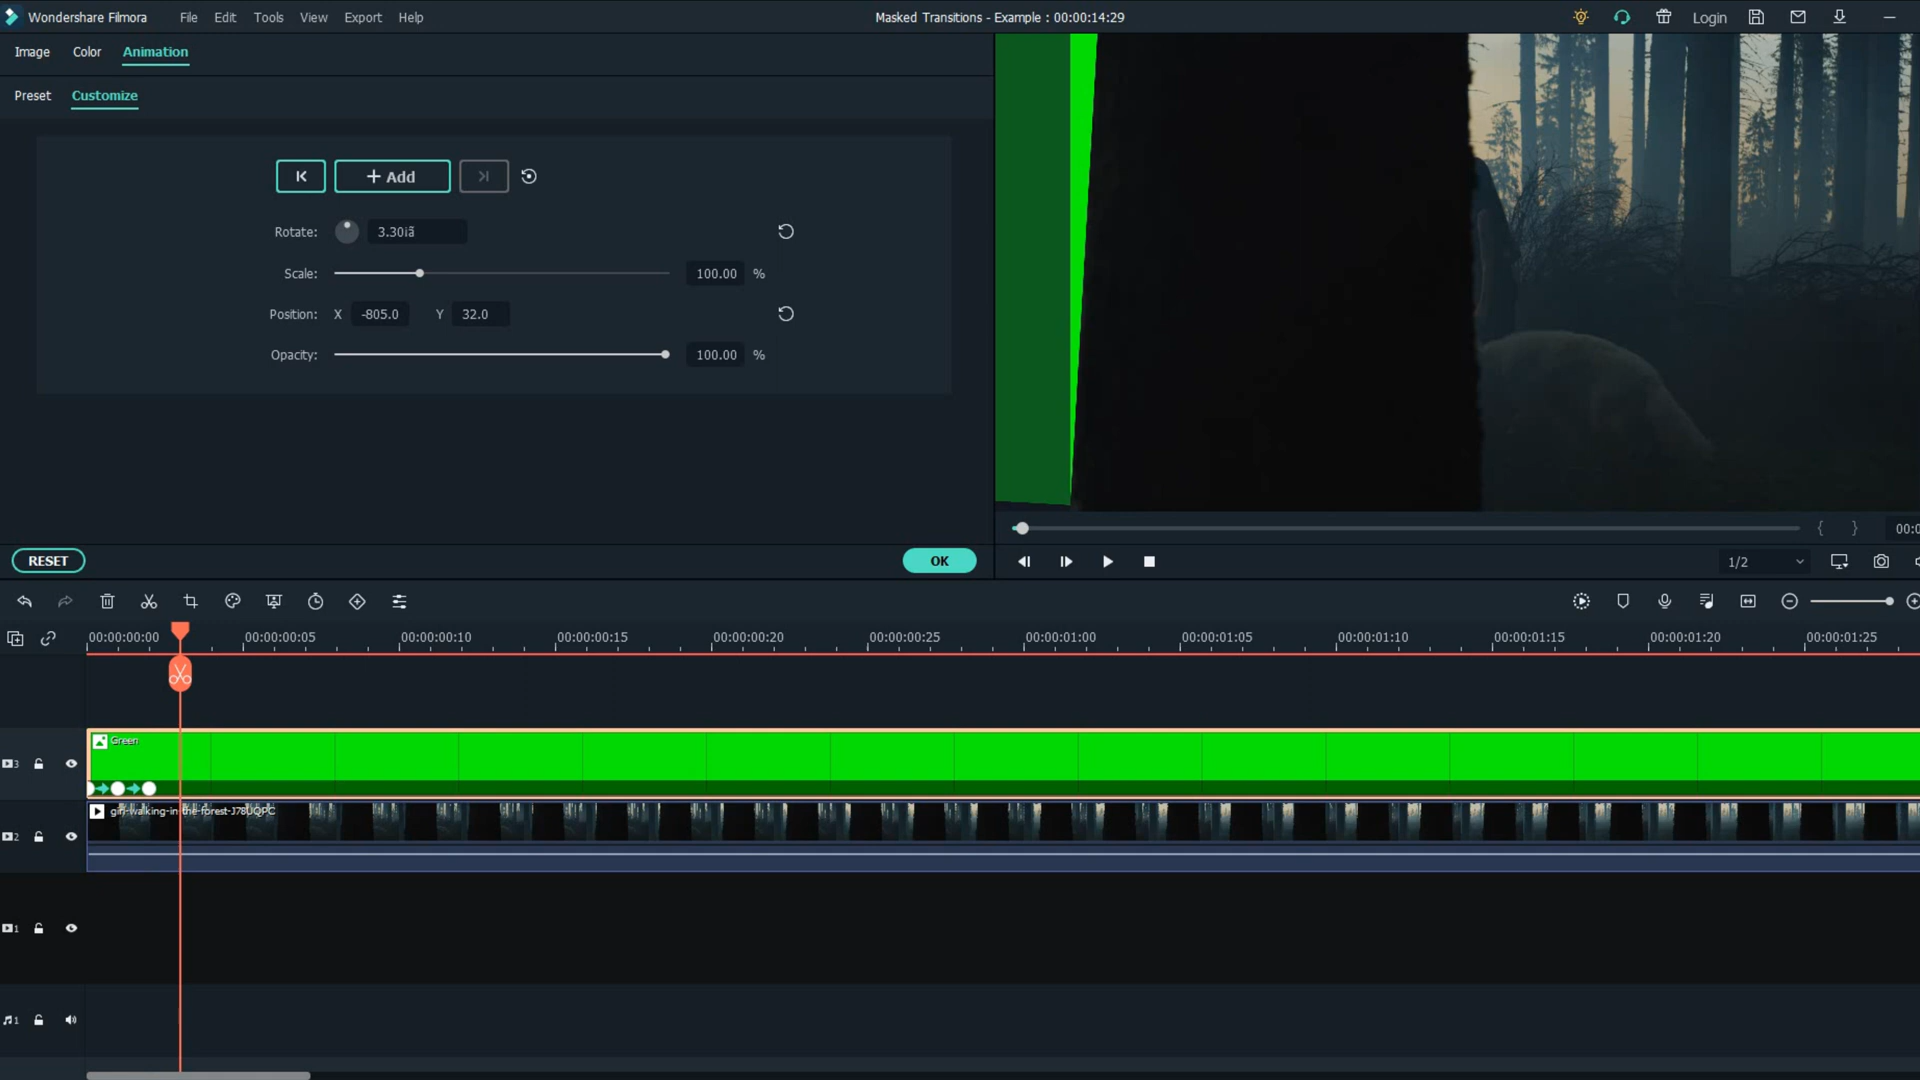 Wondershare Filmora File Edit Tools View Export Help Masked Transitions - Example : 00:00:14:29 Login
Image Color Animation
Preset Customize
+ Add
Rotate: 3.30iã
Scale: 100.00 %
Position: X -805.0 Y 32.0
Opacity: 100.00 %
{ } 00:0
RESET OK 1/2
00:00:00:00 00:00:00:05 00:00:00:10 00:00:00:15 00:00:00:20 00:00:00:25 00:00:01:00 00:00:01:05 00:00:01:10 00:00:01:15 00:00:01:20 00:00:01:25
Green
3
girl-walking-in-the-forest-J78UQPC
2
1
1